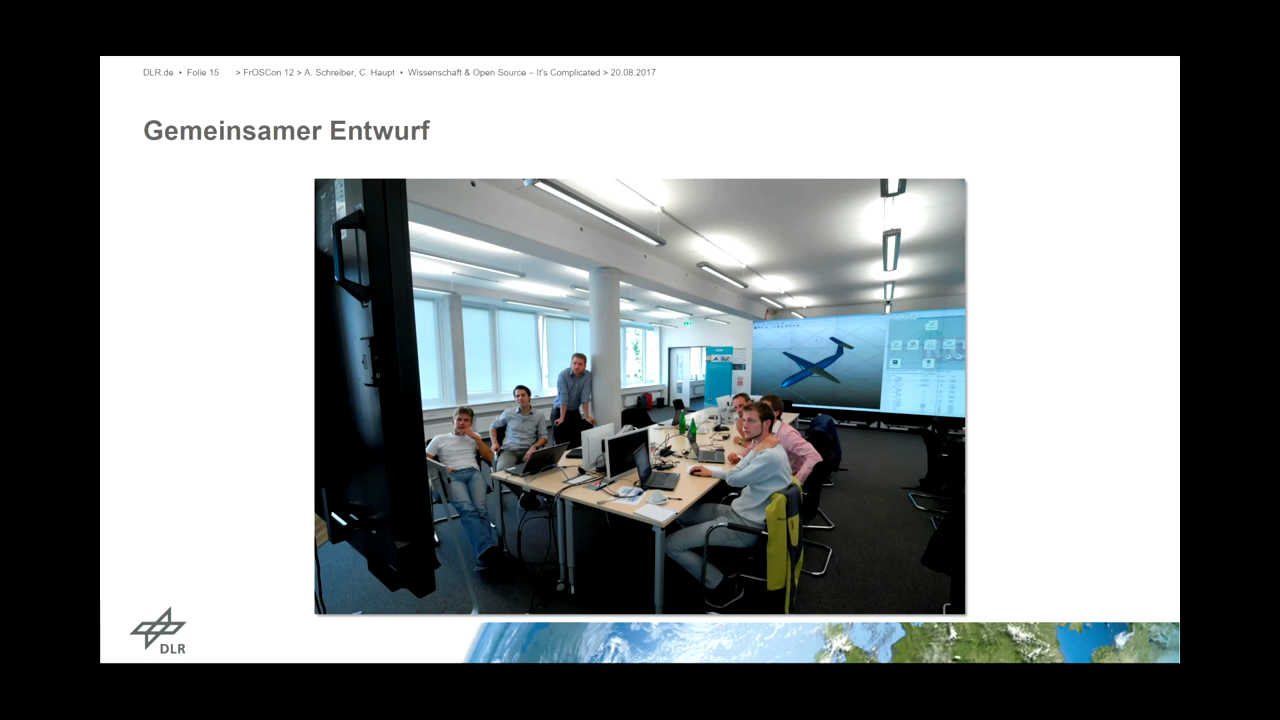 DLR.de • Folie 15 > FrOSCon 12 > A. Schreiber, C. Haupt • Wissenschaft & Open Source – It's Complicated > 20.08.2017
Gemeinsamer Entwurf
DLR